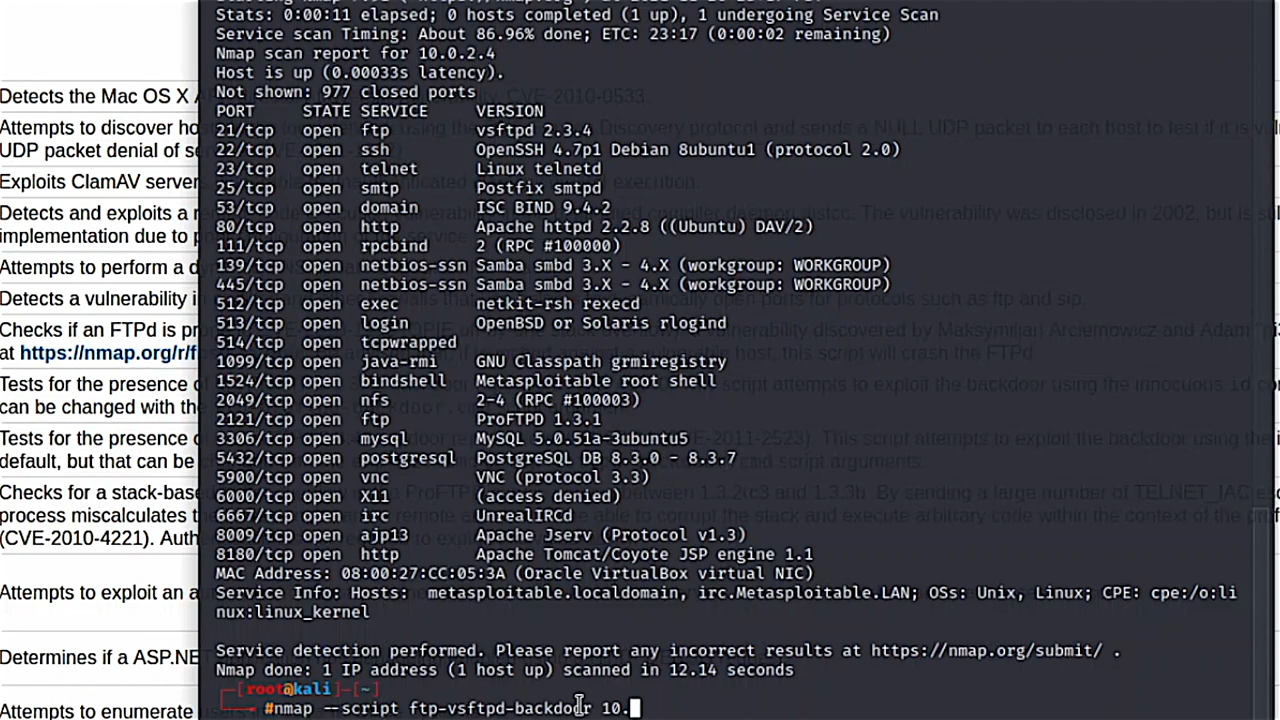 Stats: 0:00:11 elapsed; 0 hosts completed (1 up), 1 undergoing Service Scan
Service scan Timing: About 86.96% done; ETC: 23:17 (0:00:02 remaining)
Nmap scan report for 10.0.2.4
Host is up (0.00033s latency).
Not shown: 977 closed ports
PORT STATE SERVICE VERSION
21/tcp open ftp vsftpd 2.3.4
22/tcp open ssh OpenSSH 4.7p1 Debian 8ubuntu1 (protocol 2.0)
23/tcp open telnet Linux telnetd
25/tcp open smtp Postfix smtpd
53/tcp open domain ISC BIND 9.4.2
80/tcp open http Apache httpd 2.2.8 ((Ubuntu) DAV/2)
111/tcp open rpcbind 2 (RPC #100000)
139/tcp open netbios-ssn Samba smbd 3.X - 4.X (workgroup: WORKGROUP)
445/tcp open netbios-ssn Samba smbd 3.X - 4.X (workgroup: WORKGROUP)
512/tcp open exec netkit-rsh rexecd
513/tcp open login OpenBSD or Solaris rlogind
514/tcp open tcpwrapped
1099/tcp open java-rmi GNU Classpath grmiregistry
1524/tcp open bindshell Metasploitable root shell
2049/tcp open nfs 2-4 (RPC #100003)
2121/tcp open ftp ProFTPD 1.3.1
3306/tcp open mysql MySQL 5.0.51a-3ubuntu5
5432/tcp open postgresql PostgreSQL DB 8.3.0 - 8.3.7
5900/tcp open vnc VNC (protocol 3.3)
6000/tcp open X11 (access denied)
6667/tcp open irc UnrealIRCd
8009/tcp open ajp13 Apache Jserv (Protocol v1.3)
8180/tcp open http Apache Tomcat/Coyote JSP engine 1.1
MAC Address: 08:00:27:CC:05:3A (Oracle VirtualBox virtual NIC)
Service Info: Hosts: metasploitable.localdomain, irc.Metasploitable.LAN; OSs: Unix, Linux; CPE: cpe:/o:li
nux:linux_kernel
Service detection performed. Please report any incorrect results at https://nmap.org/submit/ .
Nmap done: 1 IP address (1 host up) scanned in 12.14 seconds
[root@kali]-[~]
#nmap --script ftp-vsftpd-backdoor 10.
Detects the Mac OS X
Attempts to discover
UDP packet denial of
Exploits ClamAV servers
Detects and exploits a
implementation due to
Attempts to perform a
Detects a vulnerability in
Checks if an FTPd is
at https://nmap.org/r/f
Tests for the presence of
can be changed with the
Tests for the presence of
default, but that can be
Checks for a stack-based
process miscalculates
(CVE-2010-4221).
Attempts to exploit an
Determines if a ASP.NET
Attempts to enumerate